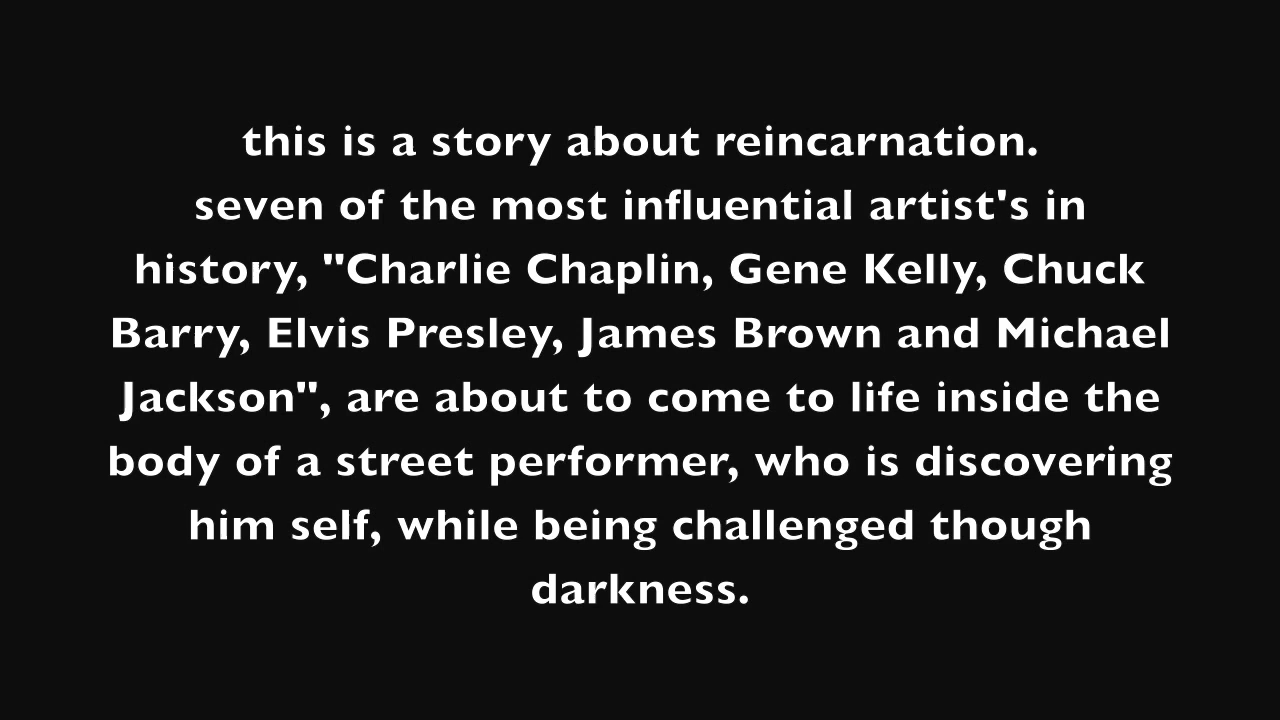 this is a story about reincarnation.
seven of the most influential artist's in
history, "Charlie Chaplin, Gene Kelly, Chuck
Barry, Elvis Presley, James Brown and Michael
Jackson", are about to come to life inside the
body of a street performer, who is discovering
him self, while being challenged though
darkness.